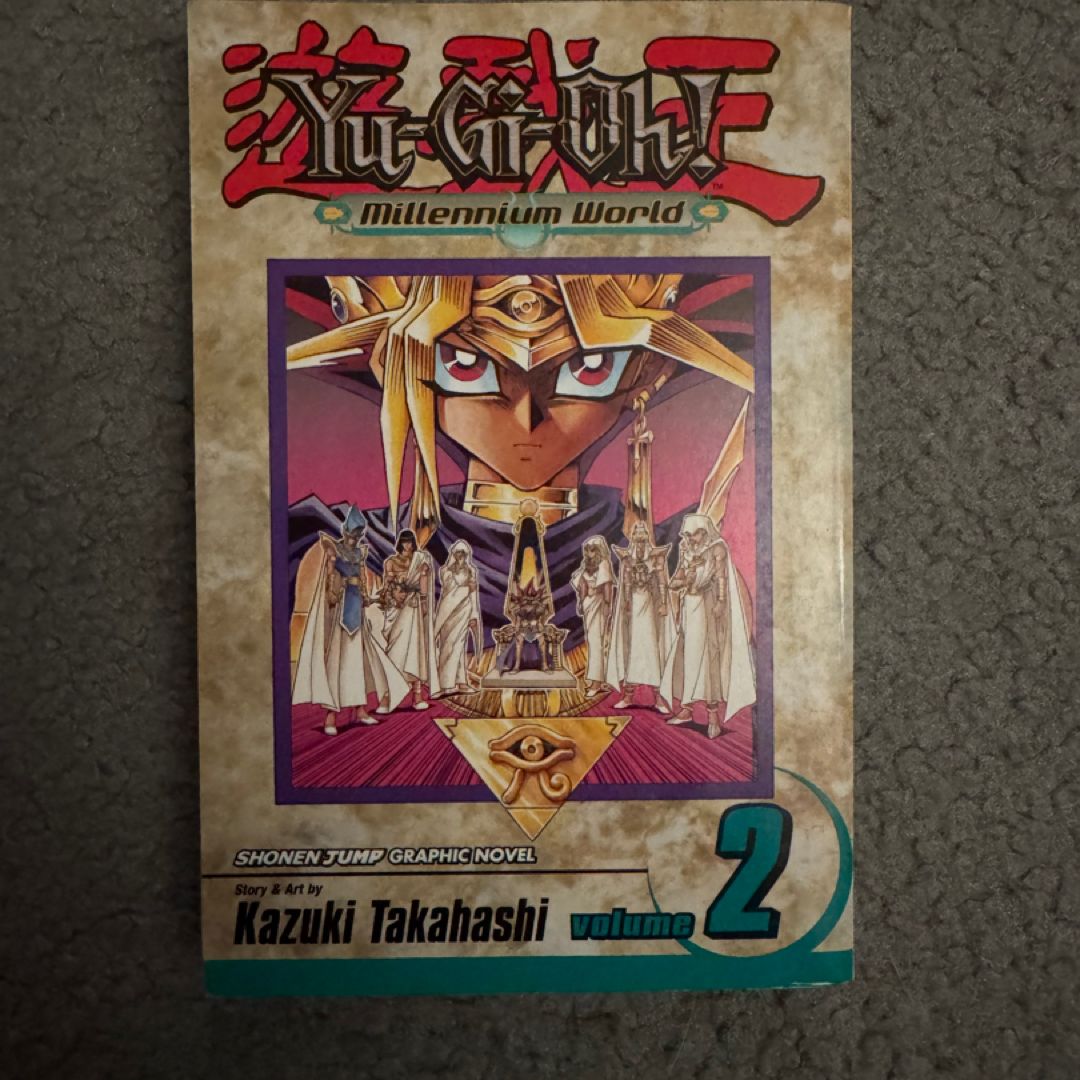 遊戯王
Yu-Gi-Oh!
TM
Millennium World
SHONEN JUMP GRAPHIC NOVEL
Story & Art by
Kazuki Takahashi
volume 2